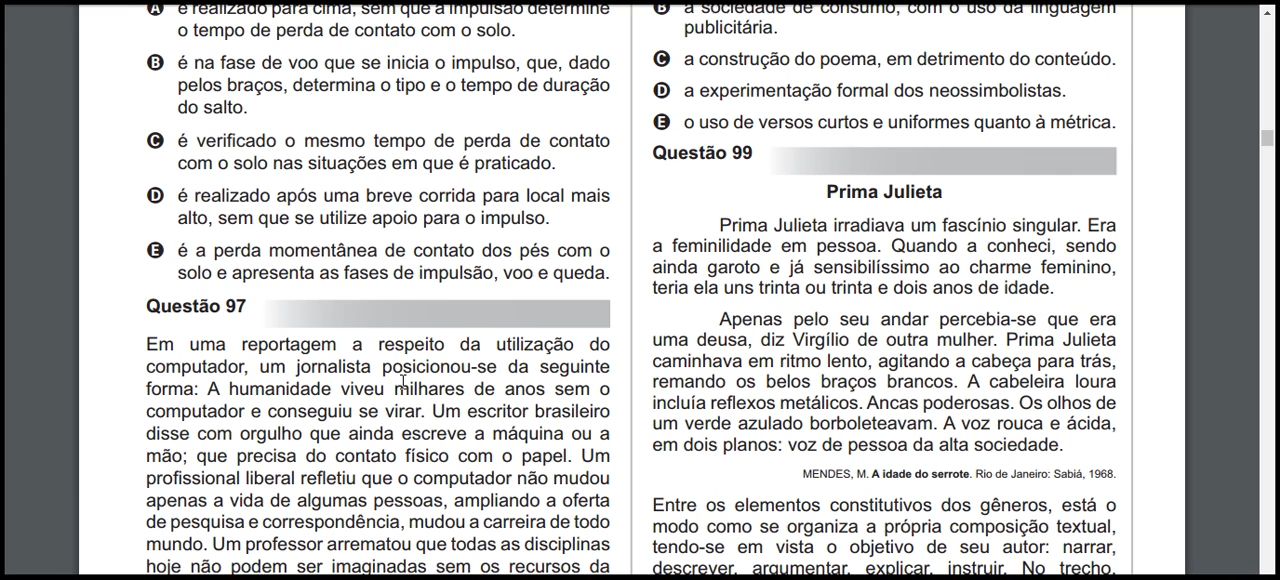 A é realizado para cima, sem que a impulsão determine
o tempo de perda de contato com o solo.
B é na fase de voo que se inicia o impulso, que, dado
pelos braços, determina o tipo e o tempo de duração
do salto.
C é verificado o mesmo tempo de perda de contato
com o solo nas situações em que é praticado.
D é realizado após uma breve corrida para local mais
alto, sem que se utilize apoio para o impulso.
E é a perda momentânea de contato dos pés com o
solo e apresenta as fases de impulsão, voo e queda.
Questão 97
Em uma reportagem a respeito da utilização do
computador, um jornalista posicionou-se da seguinte
forma: A humanidade viveu milhares de anos sem o
computador e conseguiu se virar. Um escritor brasileiro
disse com orgulho que ainda escreve a máquina ou a
mão; que precisa do contato físico com o papel. Um
profissional liberal refletiu que o computador não mudou
apenas a vida de algumas pessoas, ampliando a oferta
de pesquisa e correspondência, mudou a carreira de todo
mundo. Um professor arrematou que todas as disciplinas
hoje não podem ser imaginadas sem os recursos da
B a sociedade de consumo, com o uso da linguagem
publicitária.
C a construção do poema, em detrimento do conteúdo.
D a experimentação formal dos neossimbolistas.
E o uso de versos curtos e uniformes quanto à métrica.
Questão 99
Prima Julieta
Prima Julieta irradiava um fascínio singular. Era
a feminilidade em pessoa. Quando a conheci, sendo
ainda garoto e já sensibilíssimo ao charme feminino,
teria ela uns trinta ou trinta e dois anos de idade.
Apenas pelo seu andar percebia-se que era
uma deusa, diz Virgílio de outra mulher. Prima Julieta
caminhava em ritmo lento, agitando a cabeça para trás,
remando os belos braços brancos. A cabeleira loura
incluía reflexos metálicos. Ancas poderosas. Os olhos de
um verde azulado borboleteavam. A voz rouca e ácida,
em dois planos: voz de pessoa da alta sociedade.
MENDES, M. A idade do serrote. Rio de Janeiro: Sabiá, 1968.
Entre os elementos constitutivos dos gêneros, está o
modo como se organiza a própria composição textual,
tendo-se em vista o objetivo de seu autor: narrar,
descrever, argumentar, explicar, instruir. No trecho,